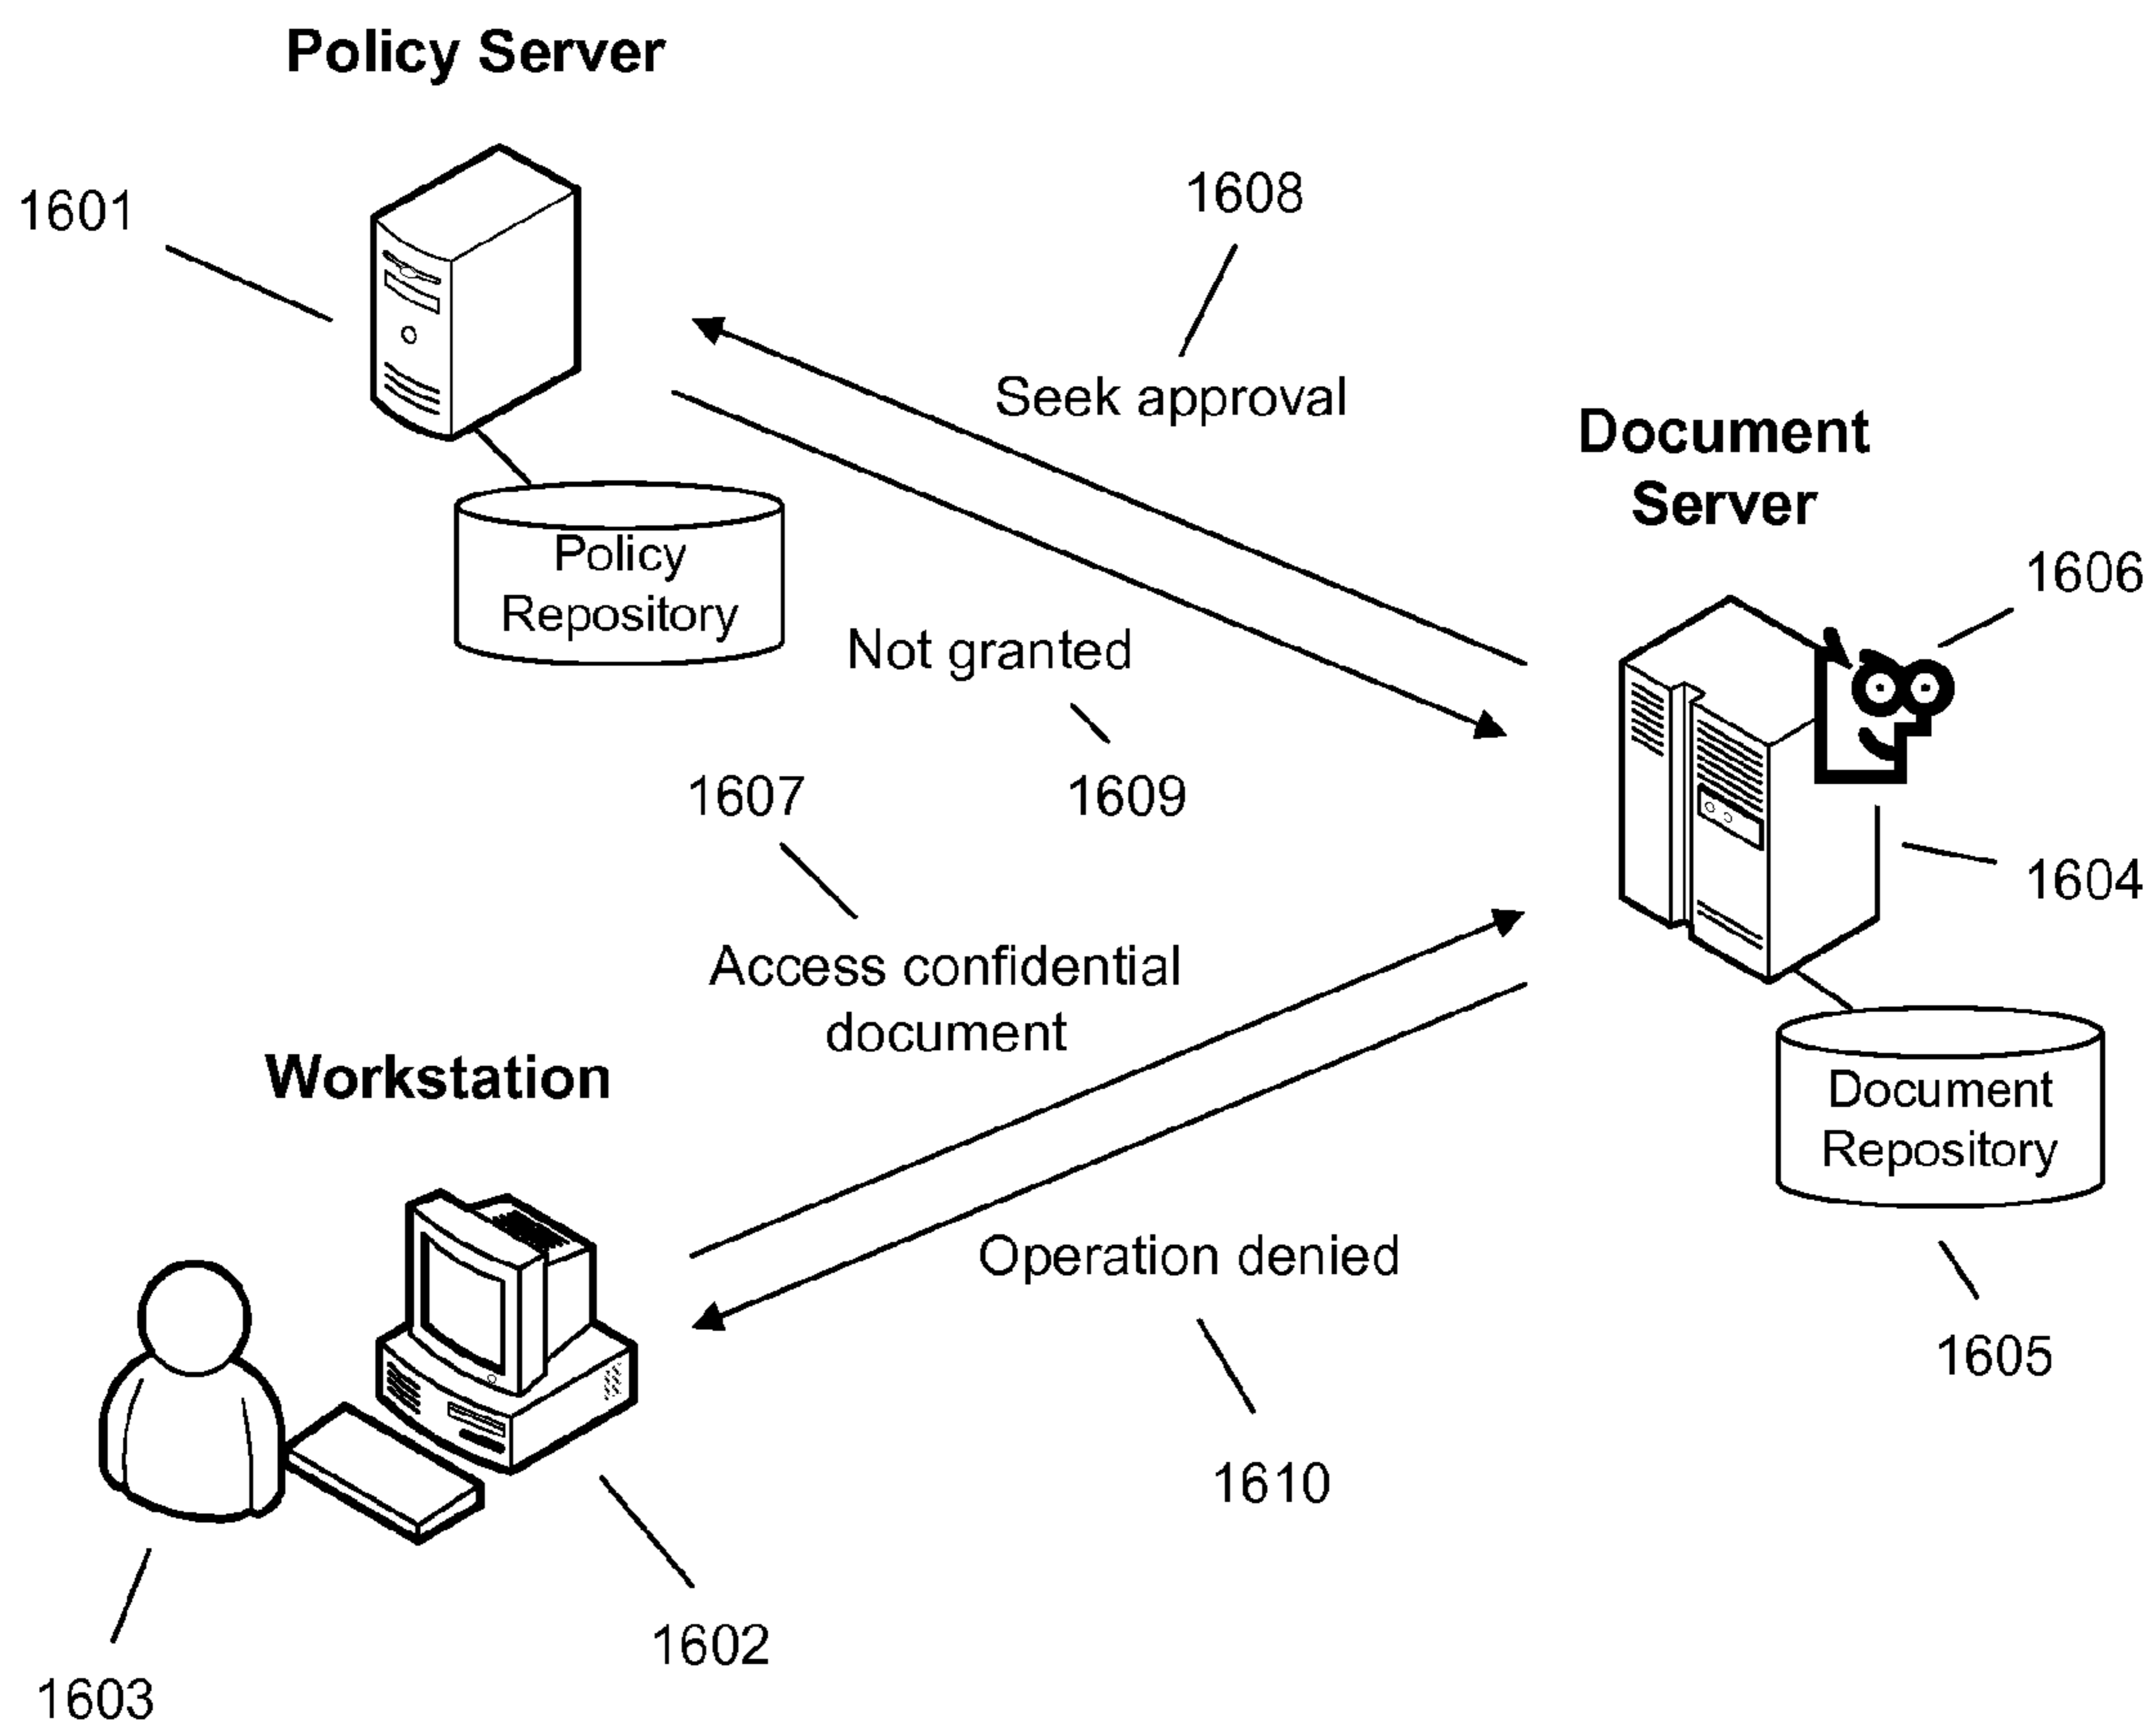 Policy Server
1601
1608
Seek approval
Document
Server
Policy
Repository
1606
Not granted
1607
1609
1604
Access confidential
document
Workstation
Document
Repository
Operation denied
1605
1610
1602
1603